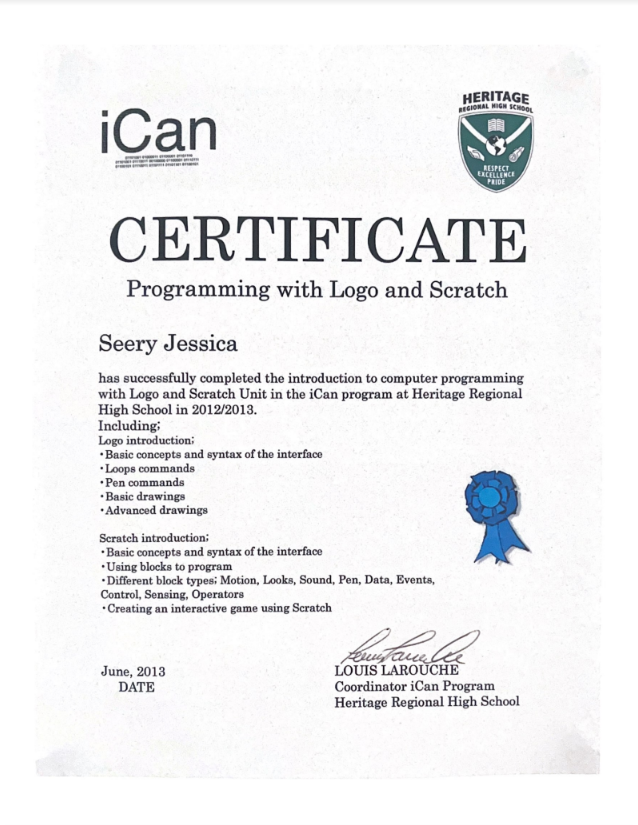 iCan
HERITAGE
REGIONAL HIGH SCHOOL
RESPECT
EXCELLENCE
PRIDE
CERTIFICATE
Programming with Logo and Scratch
Seery Jessica
has successfully completed the introduction to computer programming
with Logo and Scratch Unit in the iCan program at Heritage Regional
High School in 2012/2013.
Including;
Logo introduction;
•Basic concepts and syntax of the interface
•Loops commands
•Pen commands
•Basic drawings
•Advanced drawings
Scratch introduction;
•Basic concepts and syntax of the interface
•Using blocks to program
•Different block types; Motion, Looks, Sound, Pen, Data, Events,
Control, Sensing, Operators
•Creating an interactive game using Scratch
June, 2013
DATE
LOUIS LAROUCHE
Coordinator iCan Program
Heritage Regional High School